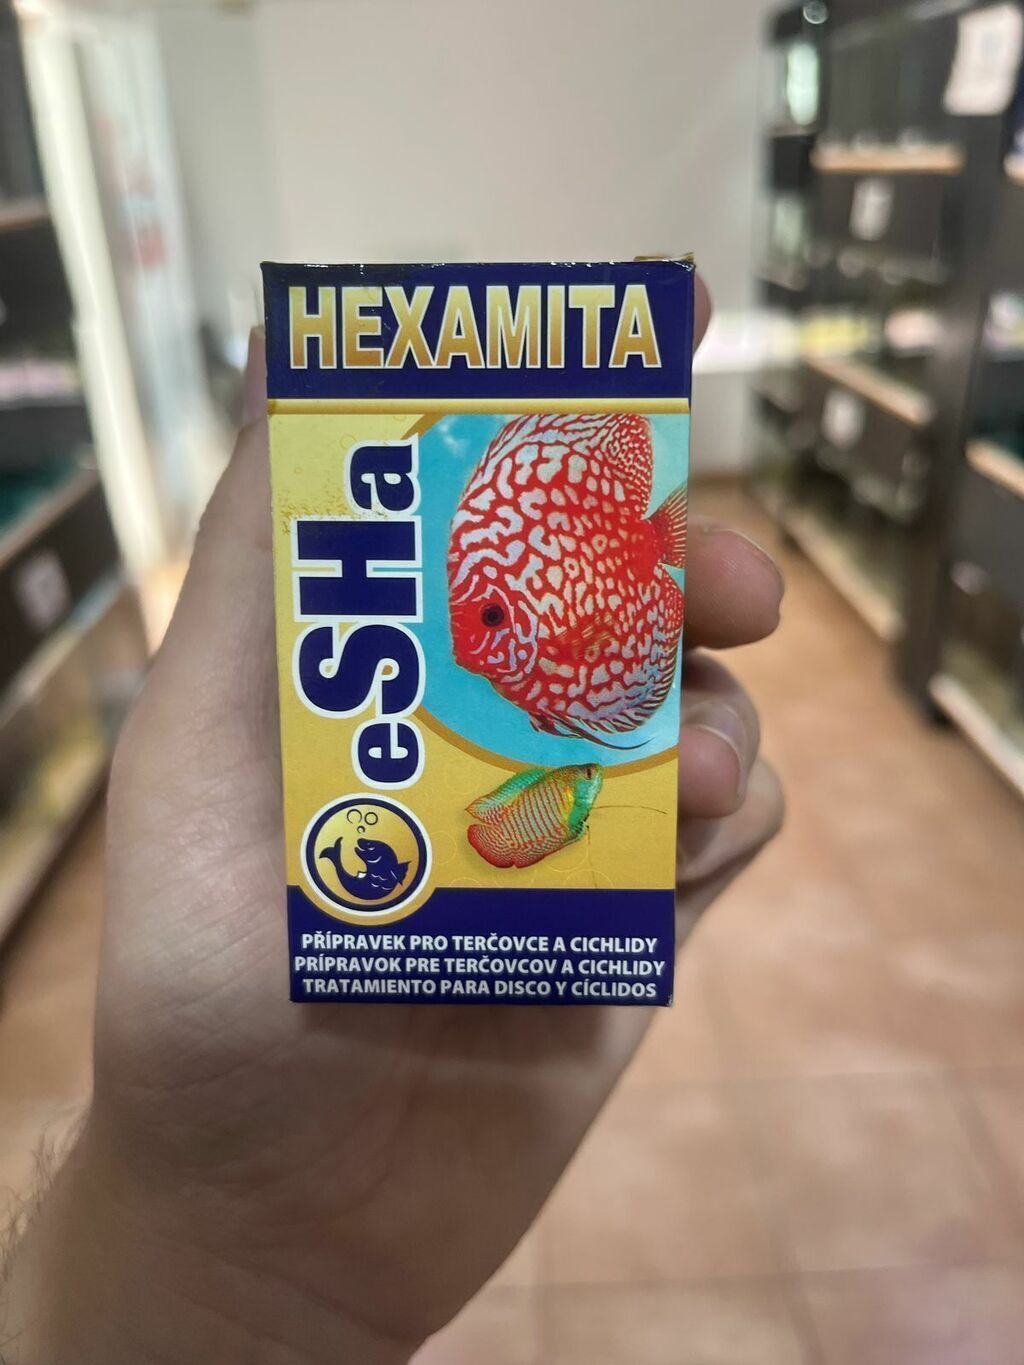 HEXAMITA
eSHa
PŘÍPRAVEK PRO TERČOVCE A CICHLIDY
PRÍPRAVOK PRE TERČOVCOV A CICHLIDY
TRATAMIENTO PARA DISCO Y CÍCLIDOS